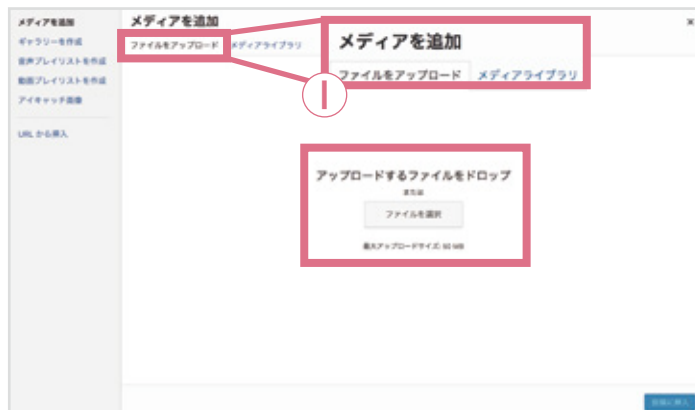 メディアを追加
ギャラリーを作成
音声プレイリストを作成
動画プレイリストを作成
アイキャッチ画像
URL から挿入
メディアを追加
ファイルをアップロード メディアライブラリ
メディアを追加
ファイルをアップロード メディアライブラリ
1
アップロードするファイルをドロップ
または
ファイルを選択
最大アップロードサイズ: 50 MB
投稿に挿入